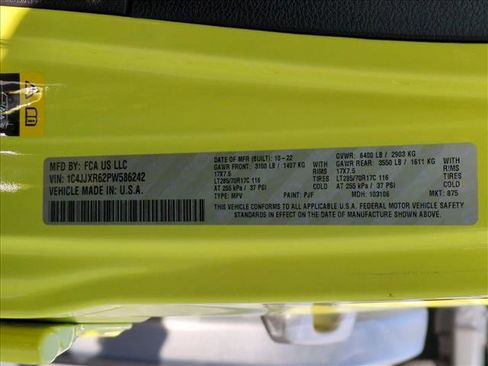 MFD BY: FCA US LLC
VIN: 1C4JJXR62PW586242
VEHICLE MADE IN: U.S.A.
DATE OF MFR (BUILT): 10-22 GVWR: 6400 LB / 2903 KG
GAWR FRONT: 3100 LB / 1407 KG GAWR REAR: 3550 LB / 1611 KG
17X7.5 RIMS 17X7.5 RIMS
LT285/70R17C 116 TIRES LT285/70R17C 116 TIRES
AT 255 kPa / 37 PSI COLD AT 255 kPa / 37 PSI COLD
TYPE: MPV PAINT: PJF MDH: 103106 MKT: 875
THIS VEHICLE CONFORMS TO ALL APPLICABLE U.S.A. FEDERAL MOTOR VEHICLE SAFETY
STANDARDS IN EFFECT ON THE DATE OF MANUFACTURE SHOWN ABOVE.